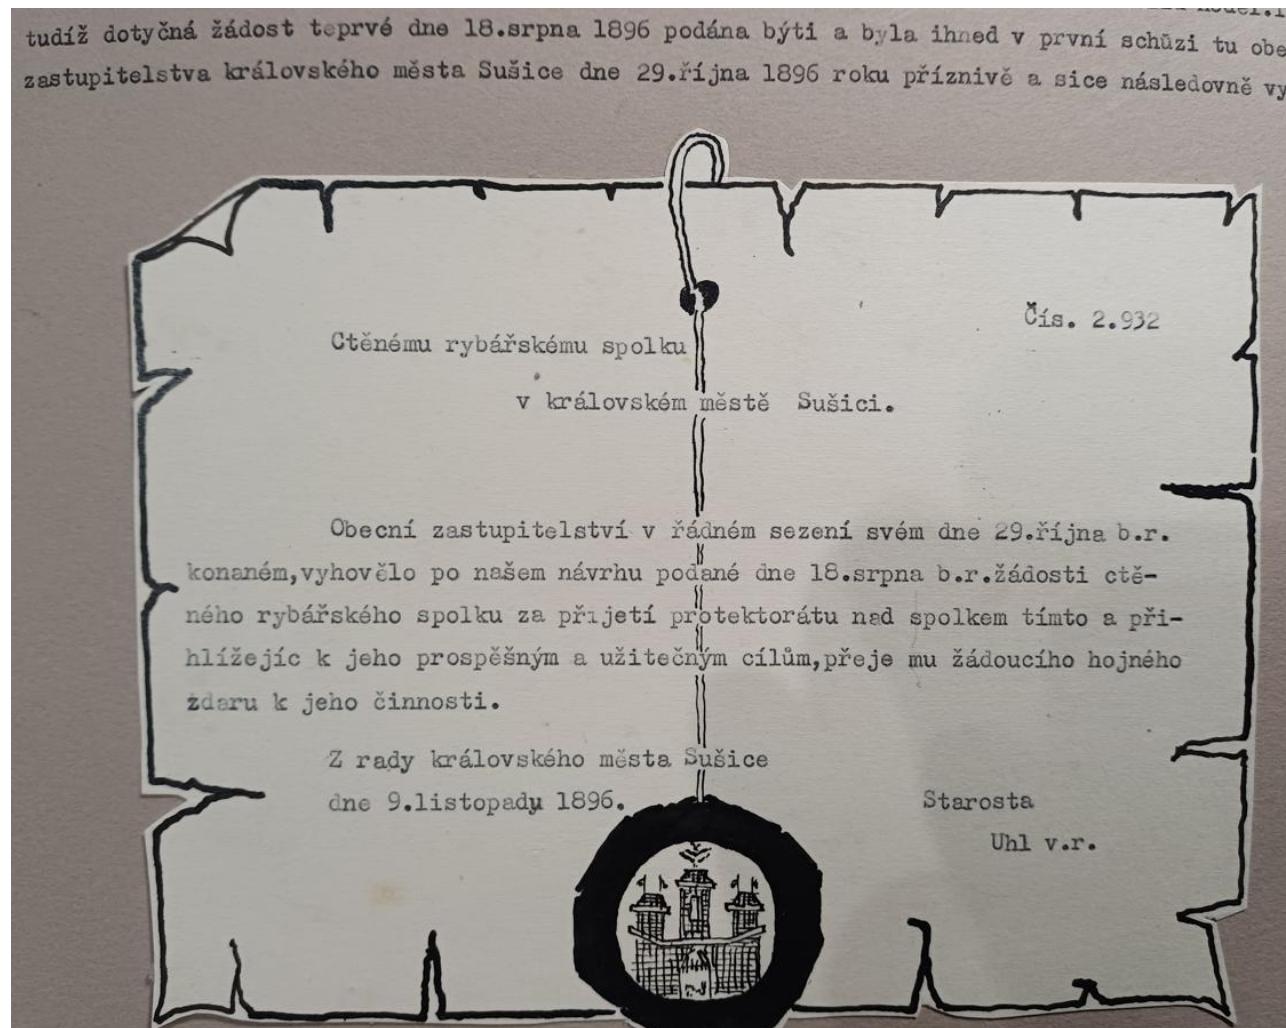 tudíž dotyčná žádost teprvé dne 18.srpna 1896 podána býti a byla ihned v první schůzi tu obe
zastupitelstva královského města Sušice dne 29.října 1896 roku příznivě a sice následovně vy
Čís. 2.932
Ctěnému rybářskému spolku
v královském městě Sušici.
Obecní zastupitelství v řádném sezení svém dne 29.října b.r.
konaném,vyhovělo po našem návrhu podané dne 18.srpna b.r.žádosti ctě-
ného rybářského spolku za přijetí protektorátu nad spolkem tímto a při-
hlížejíc k jeho prospěšným a užitečným cílům,přeje mu žádoucího hojného
zdaru k jeho činnosti.
Z rady královského města Sušice
dne 9.listopadu 1896.
Starosta
Uhl v.r.